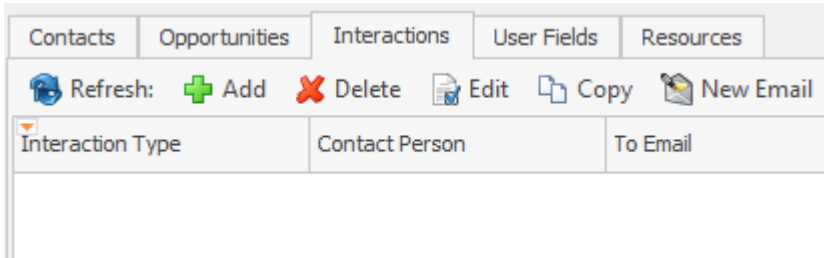 Contacts Opportunities Interactions User Fields Resources
Refresh: Add Delete Edit Copy New Email
Interaction Type Contact Person To Email